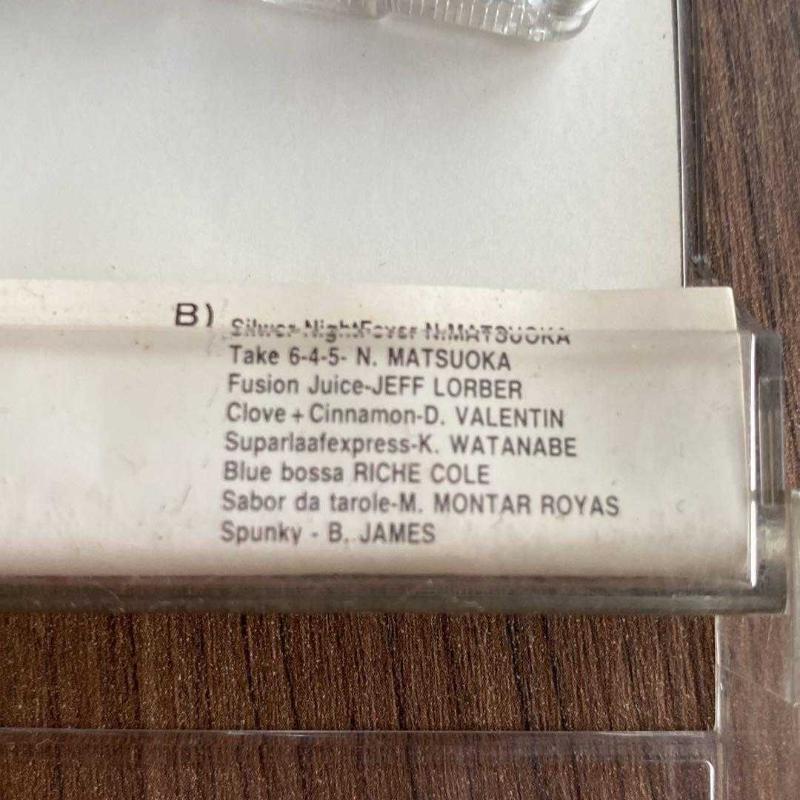 B) Silwer NightFever N.MATSUOKA
Take 6-4-5- N. MATSUOKA
Fusion Juice-JEFF LORBER
Clove + Cinnamon-D. VALENTIN
Suparlaafexpress-K. WATANABE
Blue bossa RICHE COLE
Sabor da tarole-M. MONTAR ROYAS
Spunky - B. JAMES